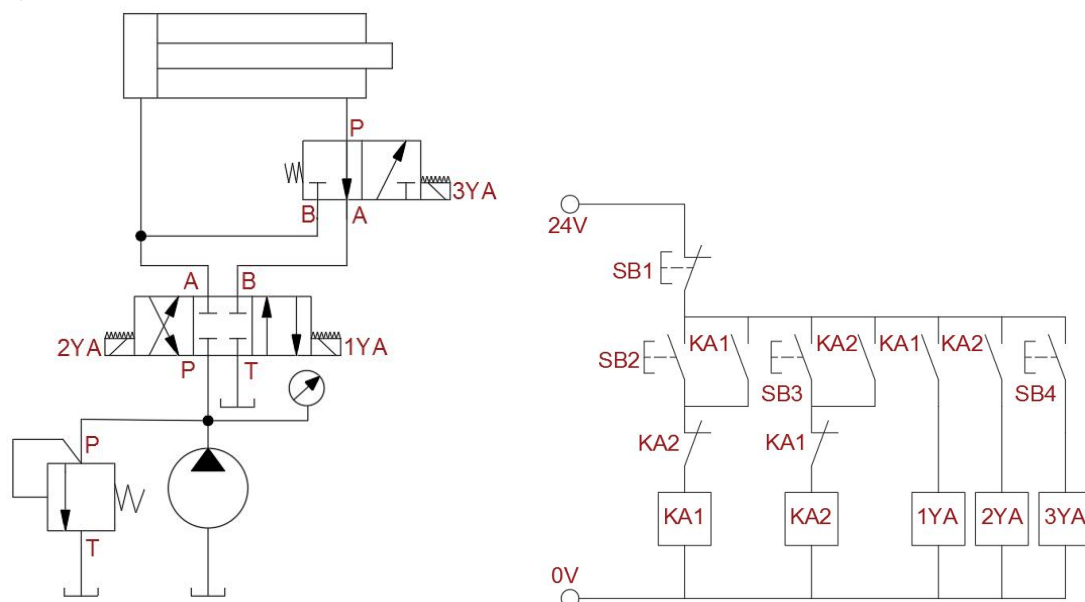 P
3YA
B A
A B
2YA 1YA
P T
P
T
24V
SB1
SB2 KA1 SB3 KA2 KA1 KA2 SB4
KA2 KA1
KA1 KA2 1YA 2YA 3YA
0V